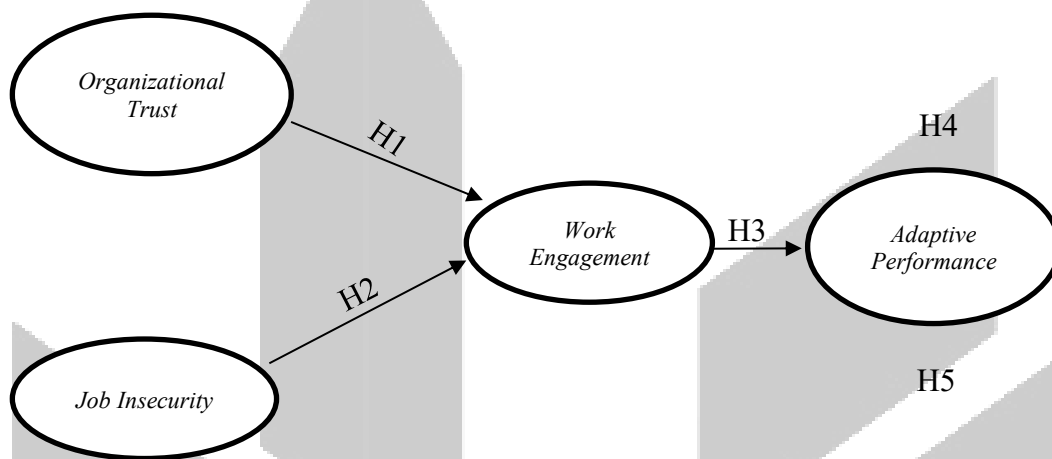 Organizational
Trust
H1
H4
Work
Engagement
H3
Adaptive
Performance
H2
Job Insecurity
H5